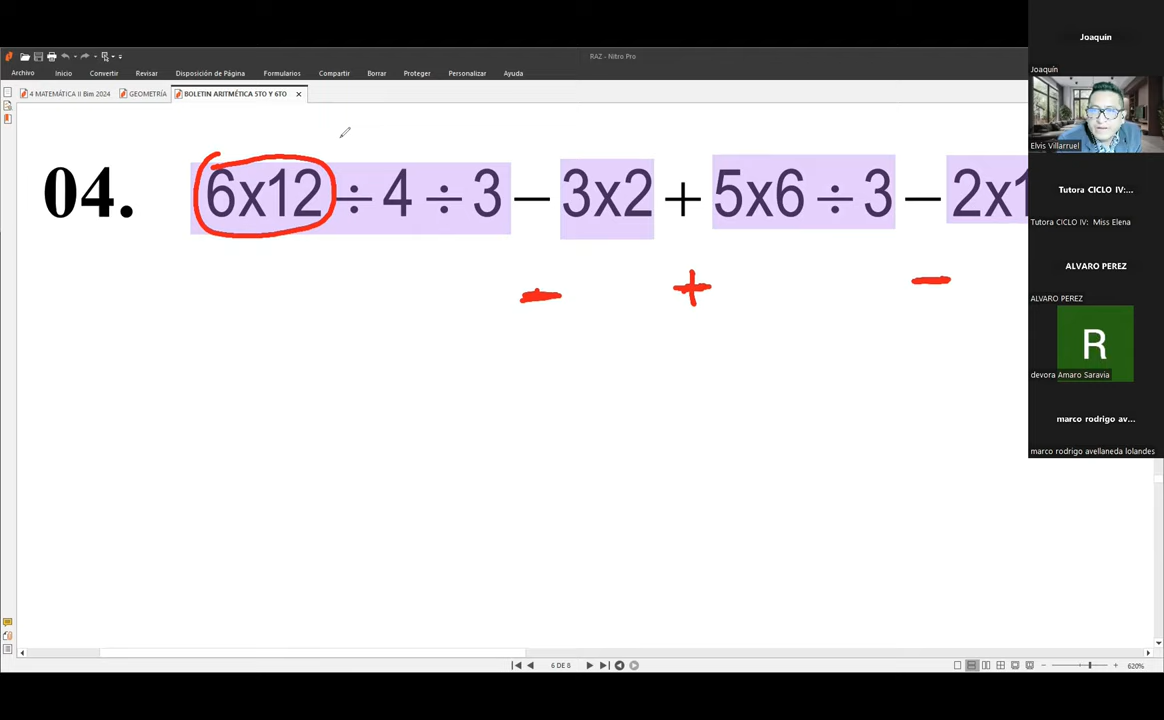 RAZ - Nitro Pro
Archivo Inicio Convertir Revisar Disposición de Página Formularios Compartir Borrar Proteger Personalizar Ayuda
4 MATEMÁTICA II Bim 2024 GEOMETRÍA BOLETIN ARITMÉTICA 5TO Y 6TO ×
04. 6x12÷4÷3−3x2+5x6÷3−2x1
− + −
6 DE 8
620%
Joaquín
Joaquín
Elvis Villarruel
Tutora CICLO IV:...
Tutora CICLO IV: Miss Elena
ALVARO PEREZ
ALVARO PEREZ
R
devora Amaro Saravia
marco rodrigo av...
marco rodrigo avellaneda lolandes